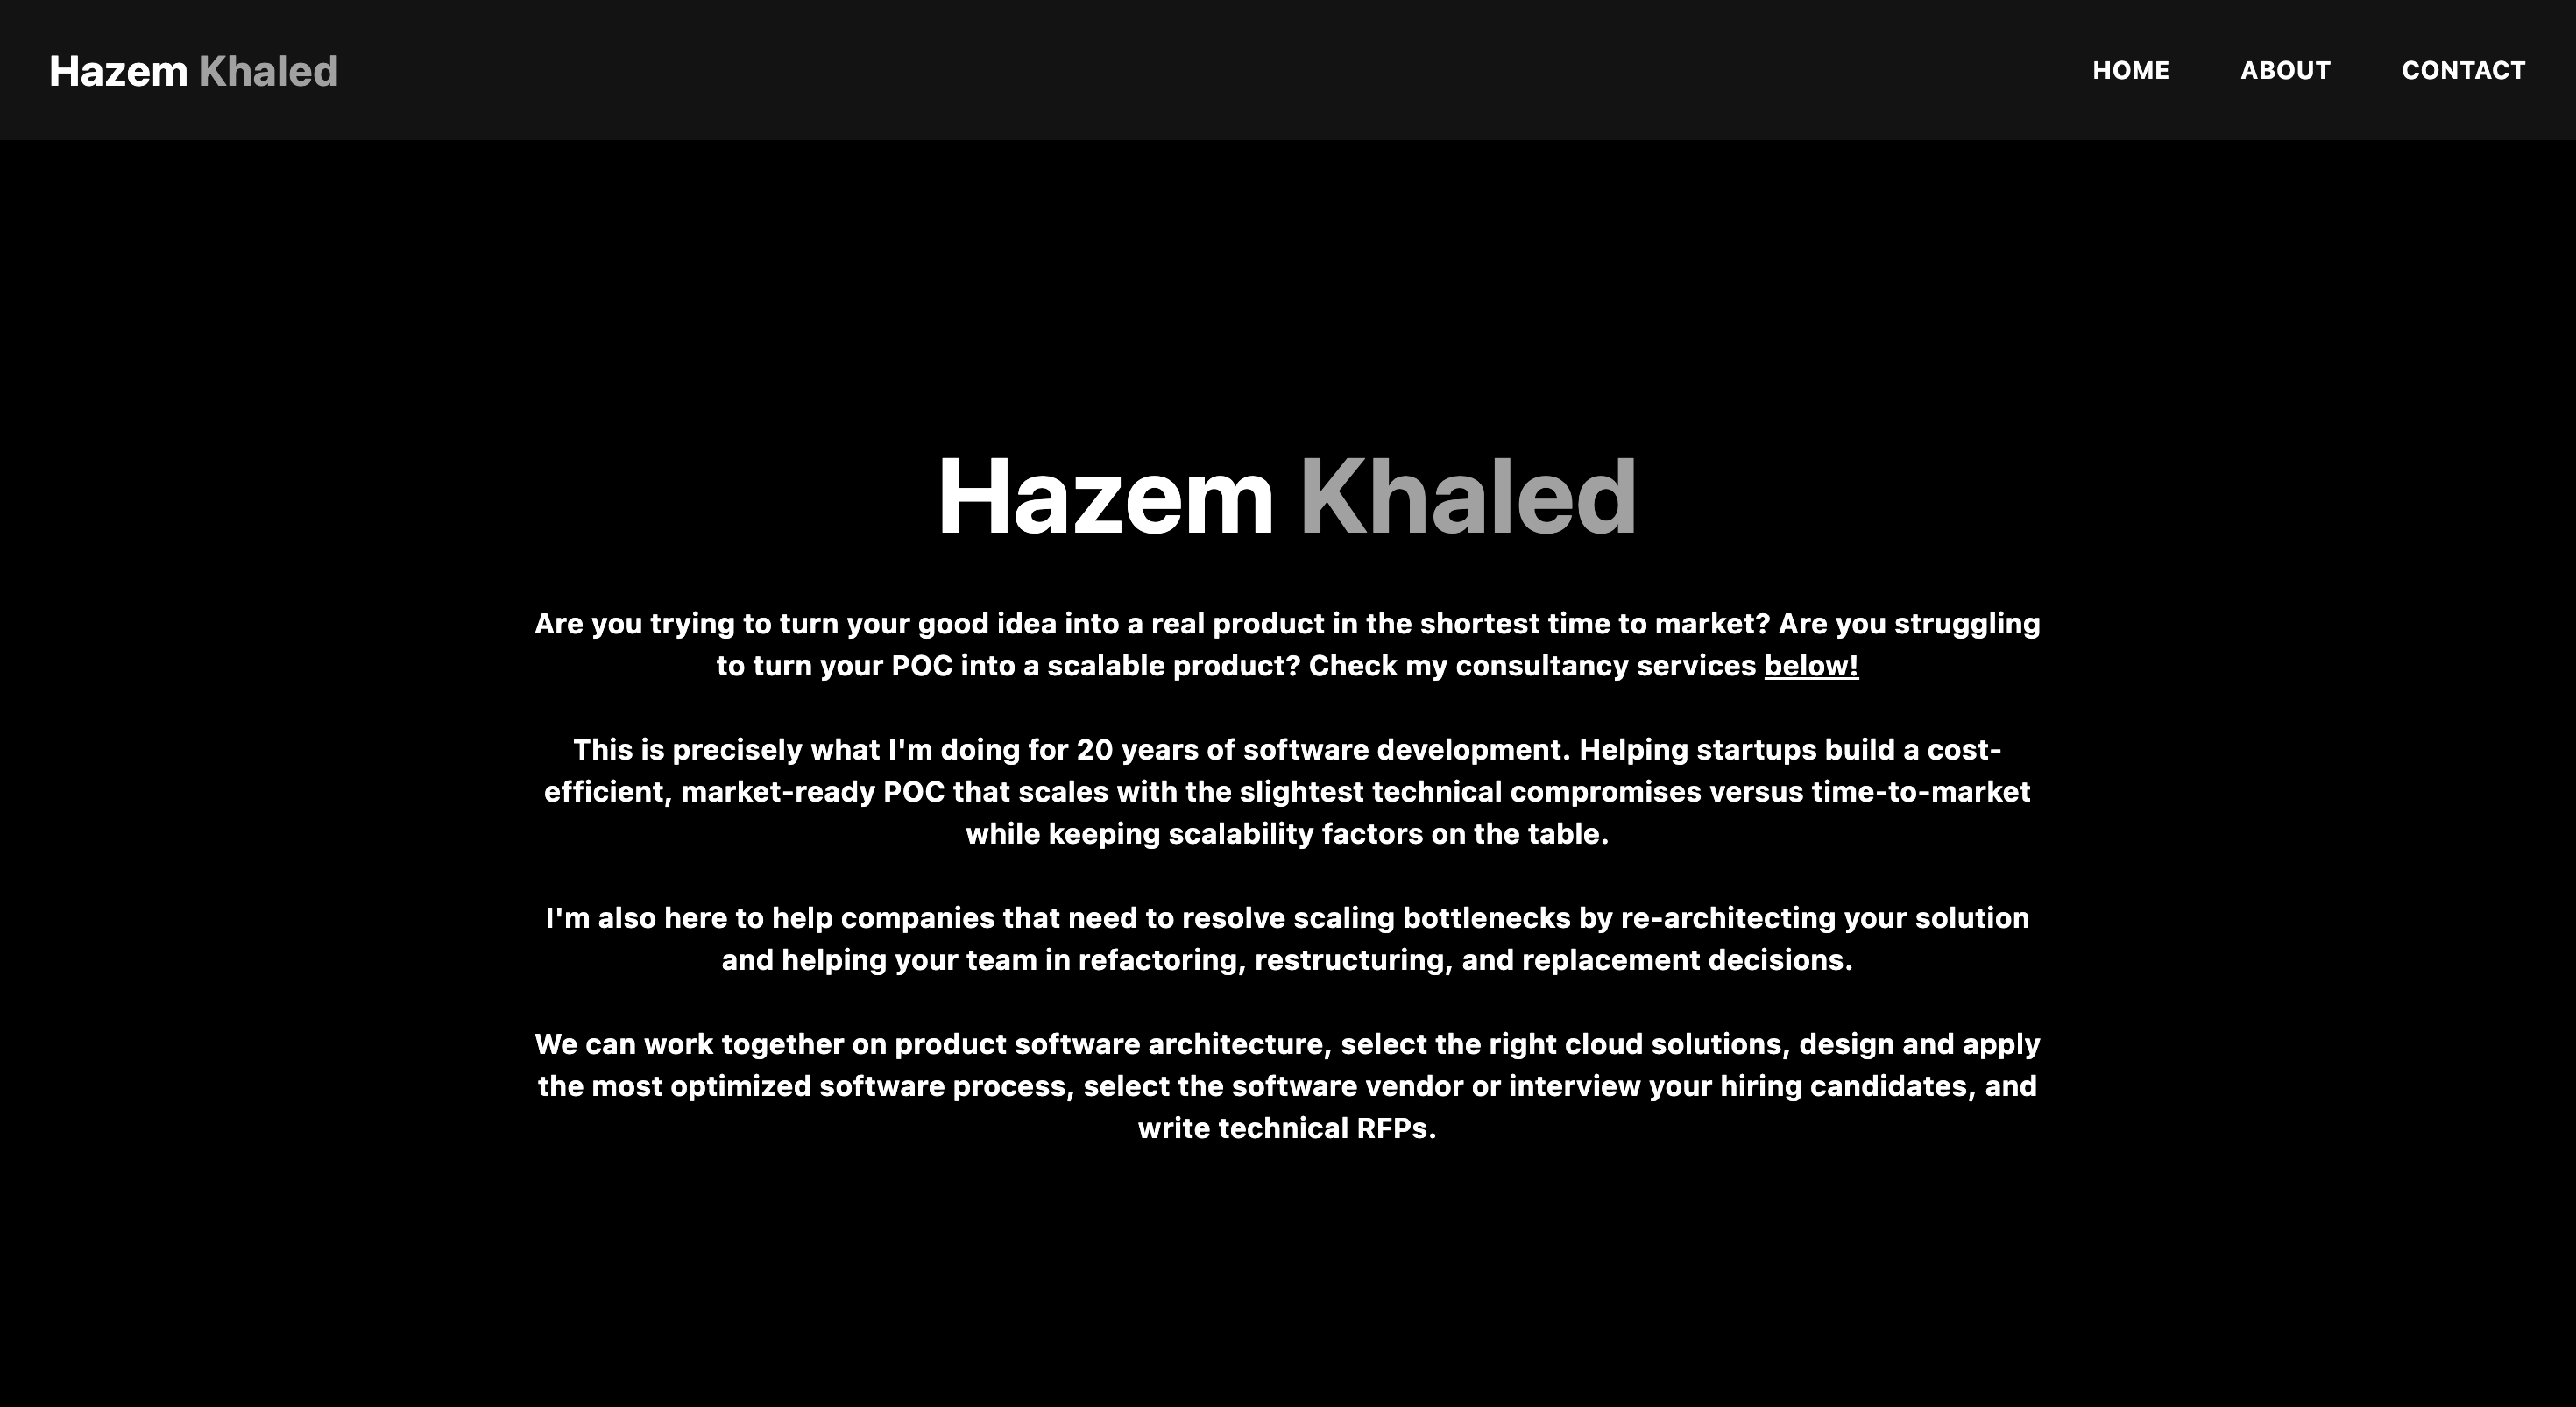 Hazem Khaled
HOME ABOUT CONTACT
Hazem Khaled
Are you trying to turn your good idea into a real product in the shortest time to market? Are you struggling
to turn your POC into a scalable product? Check my consultancy services below!
This is precisely what I'm doing for 20 years of software development. Helping startups build a cost-
efficient, market-ready POC that scales with the slightest technical compromises versus time-to-market
while keeping scalability factors on the table.
I'm also here to help companies that need to resolve scaling bottlenecks by re-architecting your solution
and helping your team in refactoring, restructuring, and replacement decisions.
We can work together on product software architecture, select the right cloud solutions, design and apply
the most optimized software process, select the software vendor or interview your hiring candidates, and
write technical RFPs.